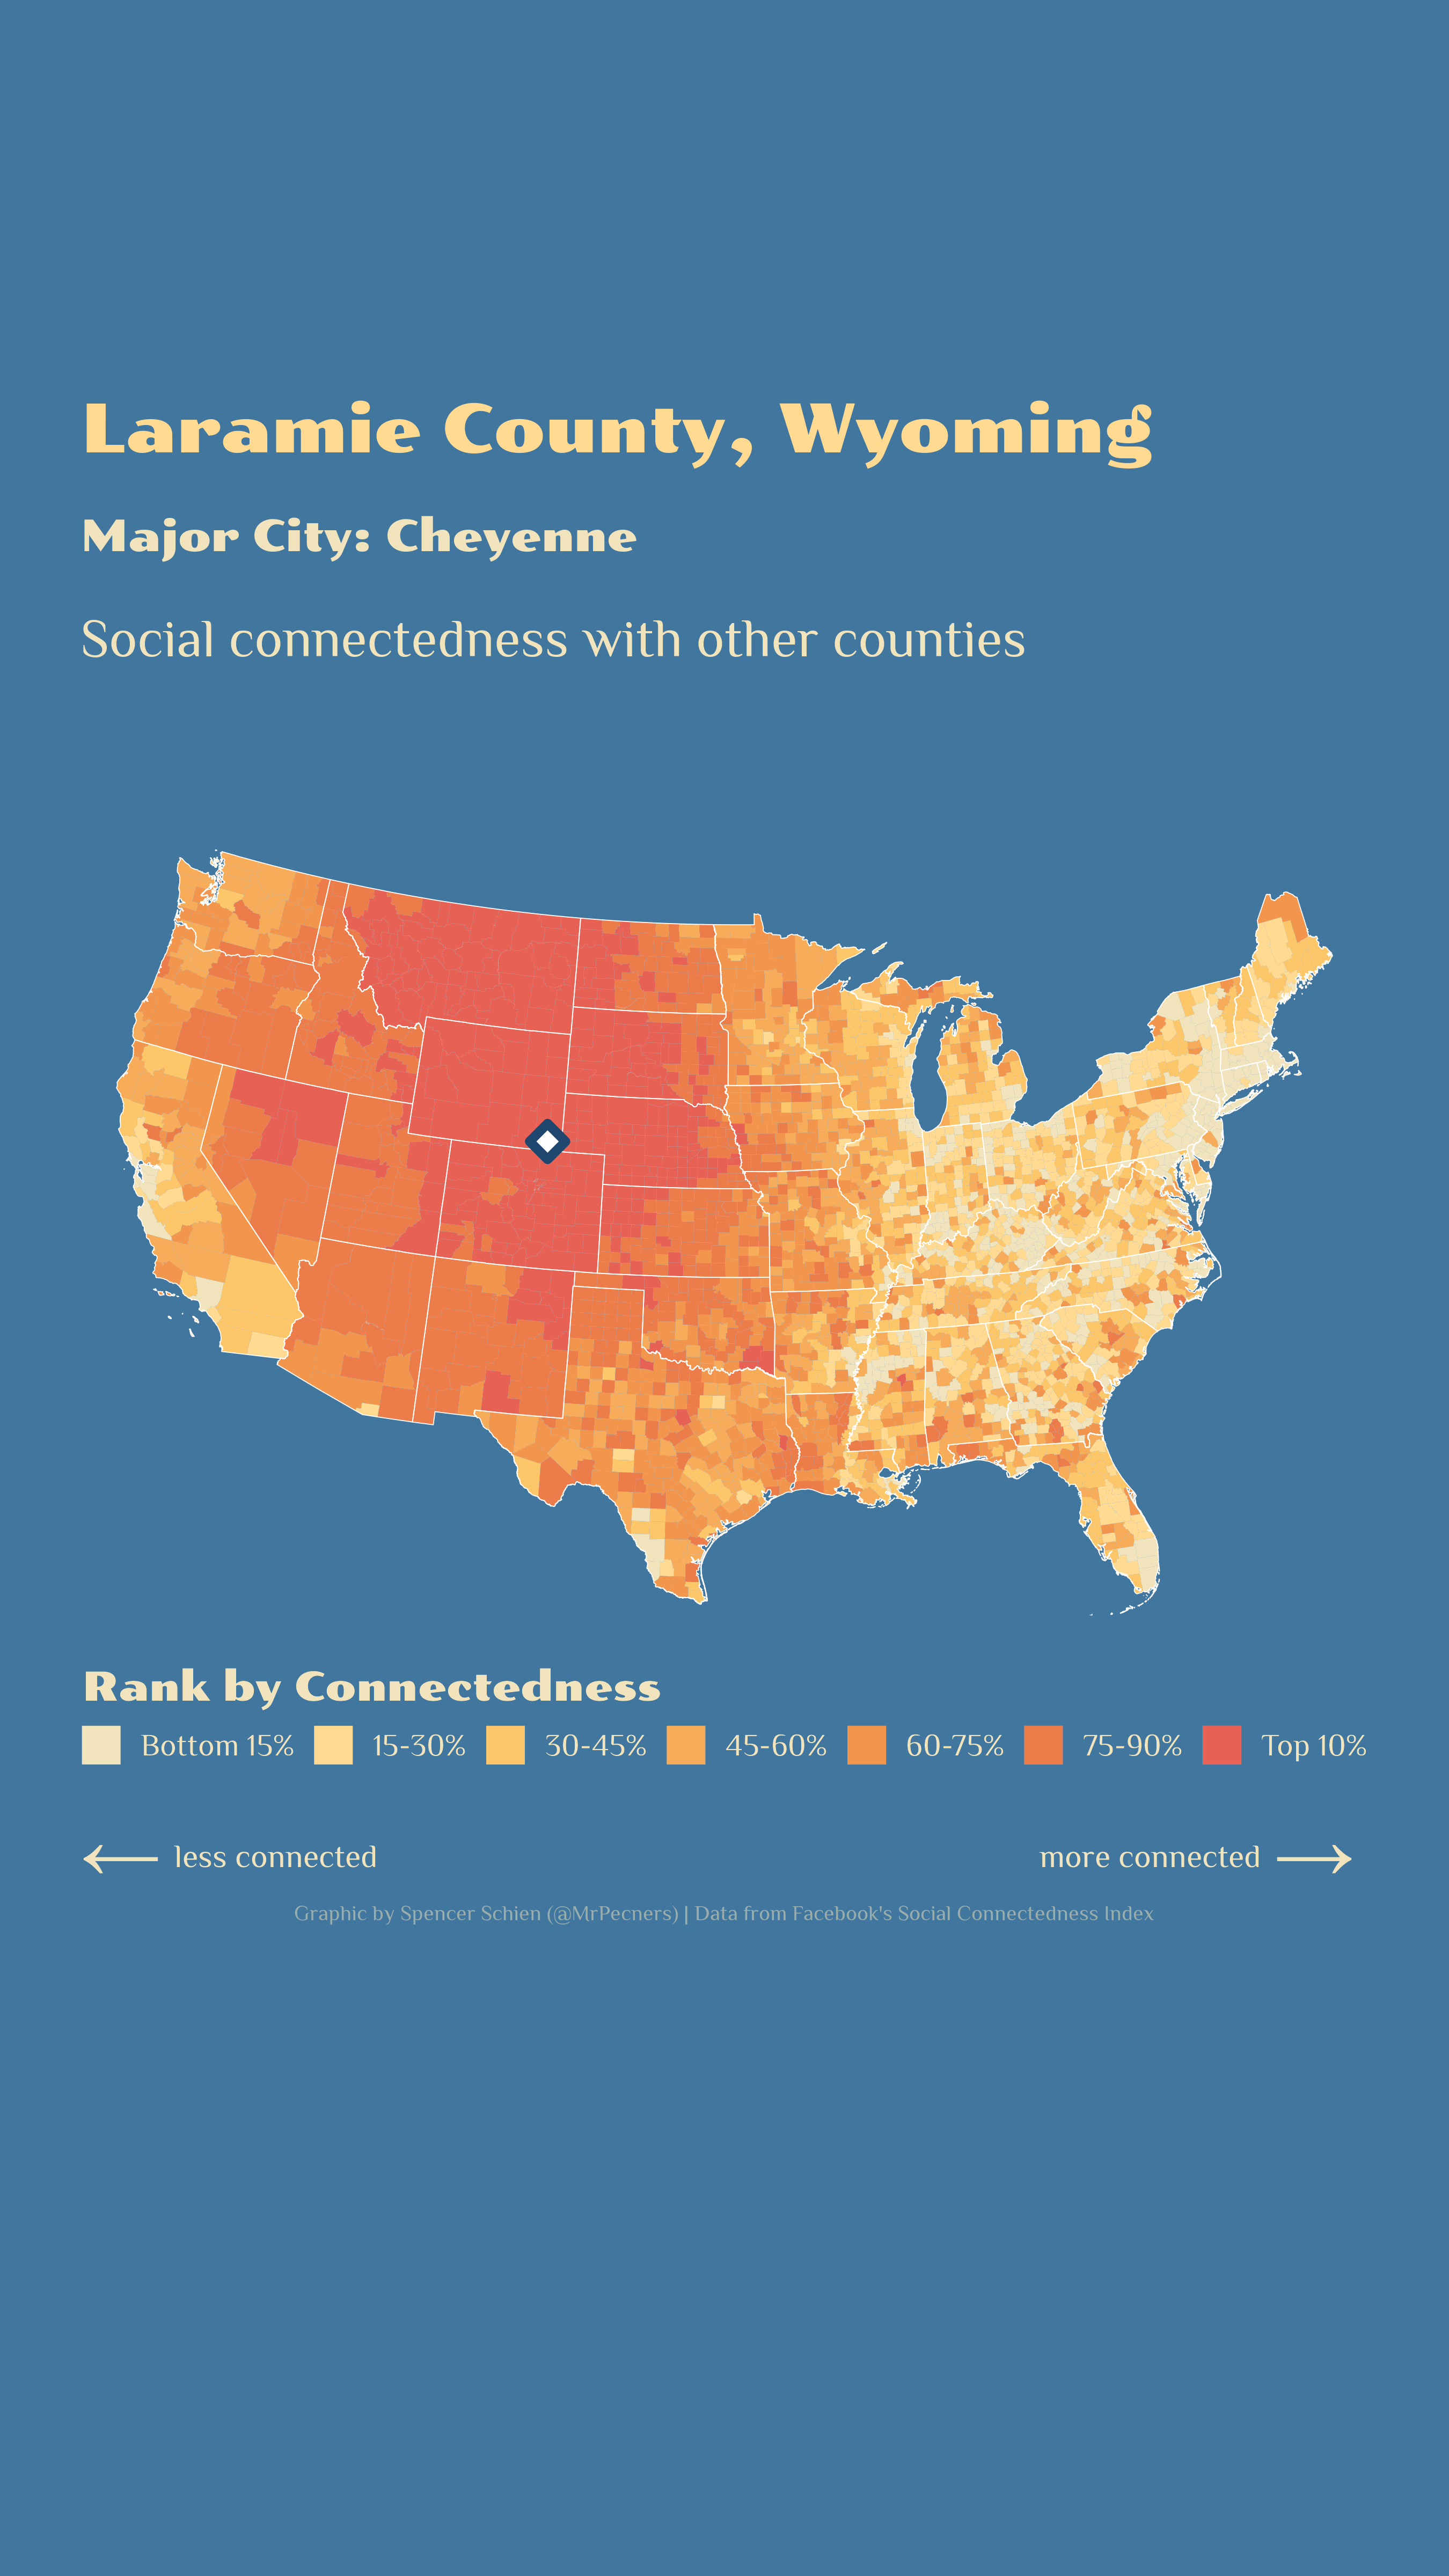 Laramie County, Wyoming
Major City: Cheyenne
Social connectedness with other counties
Rank by Connectedness
Bottom 15% 15-30% 30-45% 45-60% 60-75% 75-90% Top 10%
← less connected more connected →
Graphic by Spencer Schien (@MrPecners) | Data from Facebook's Social Connectedness Index